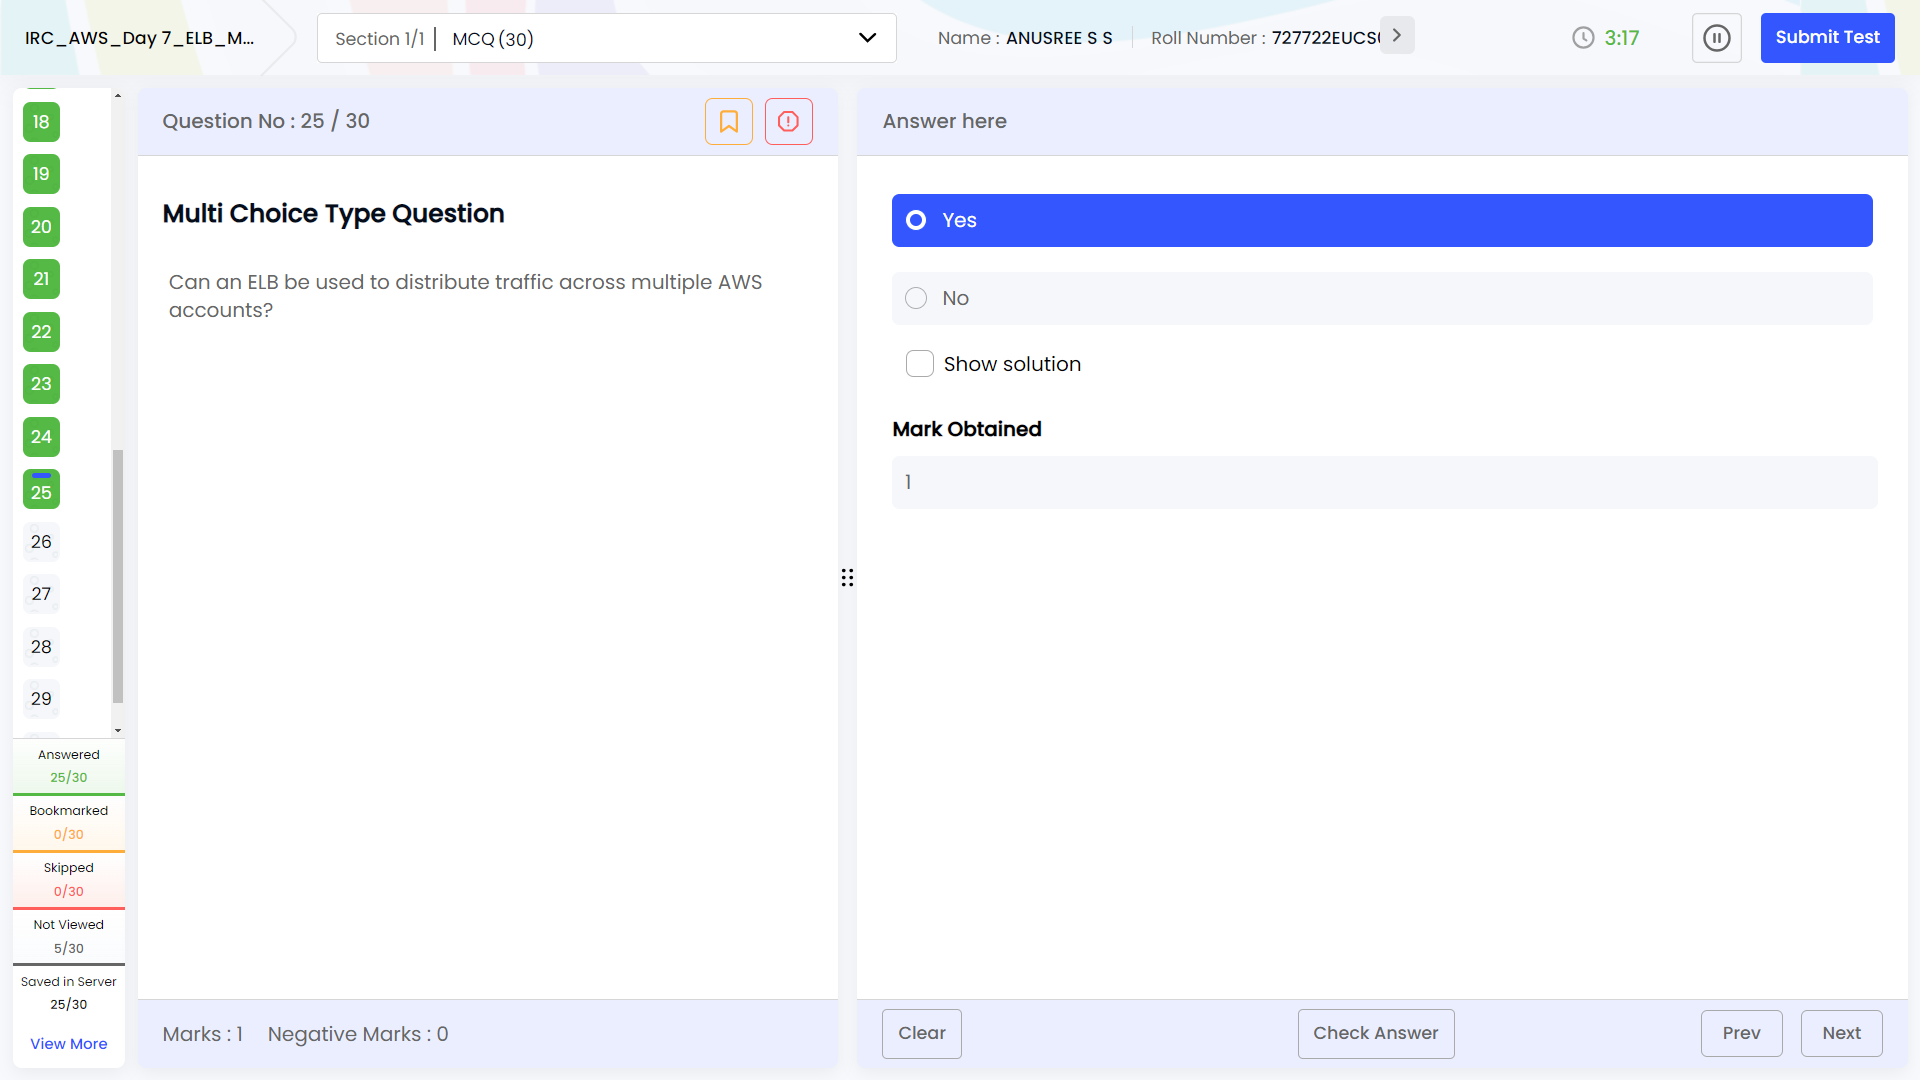 IRC_AWS_Day 7_ELB_M...
Section 1/1 | MCQ (30)
Name : ANUSREE S S
Roll Number : 727722EUCS
3:17
Submit Test
18
19
20
21
22
23
24
25
26
27
28
29
Answered
25/30
Bookmarked
0/30
Skipped
0/30
Not Viewed
5/30
Saved in Server
25/30
View More
Question No : 25 / 30
Multi Choice Type Question
Can an ELB be used to distribute traffic across multiple AWS
accounts?
Marks : 1 Negative Marks : 0
Answer here
Yes
No
Show solution
Mark Obtained
1
Clear
Check Answer
Prev
Next